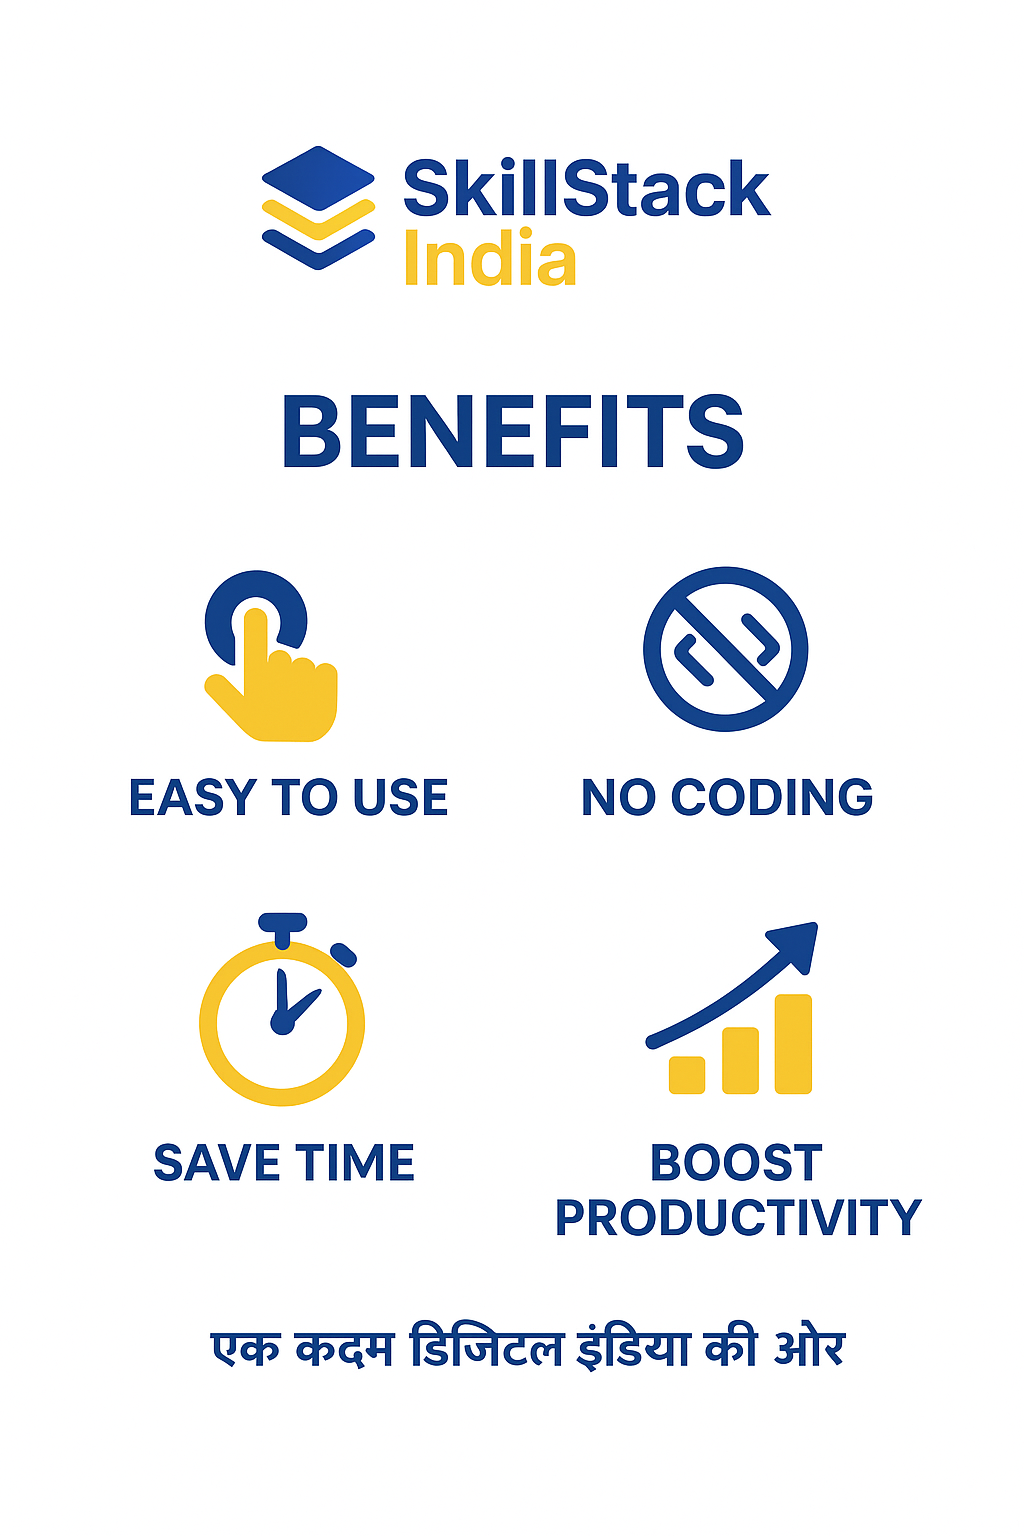 SkillStack
India
BENEFITS
EASY TO USE
NO CODING
SAVE TIME
BOOST
PRODUCTIVITY
एक कदम डिजिटल इंडिया की ओर